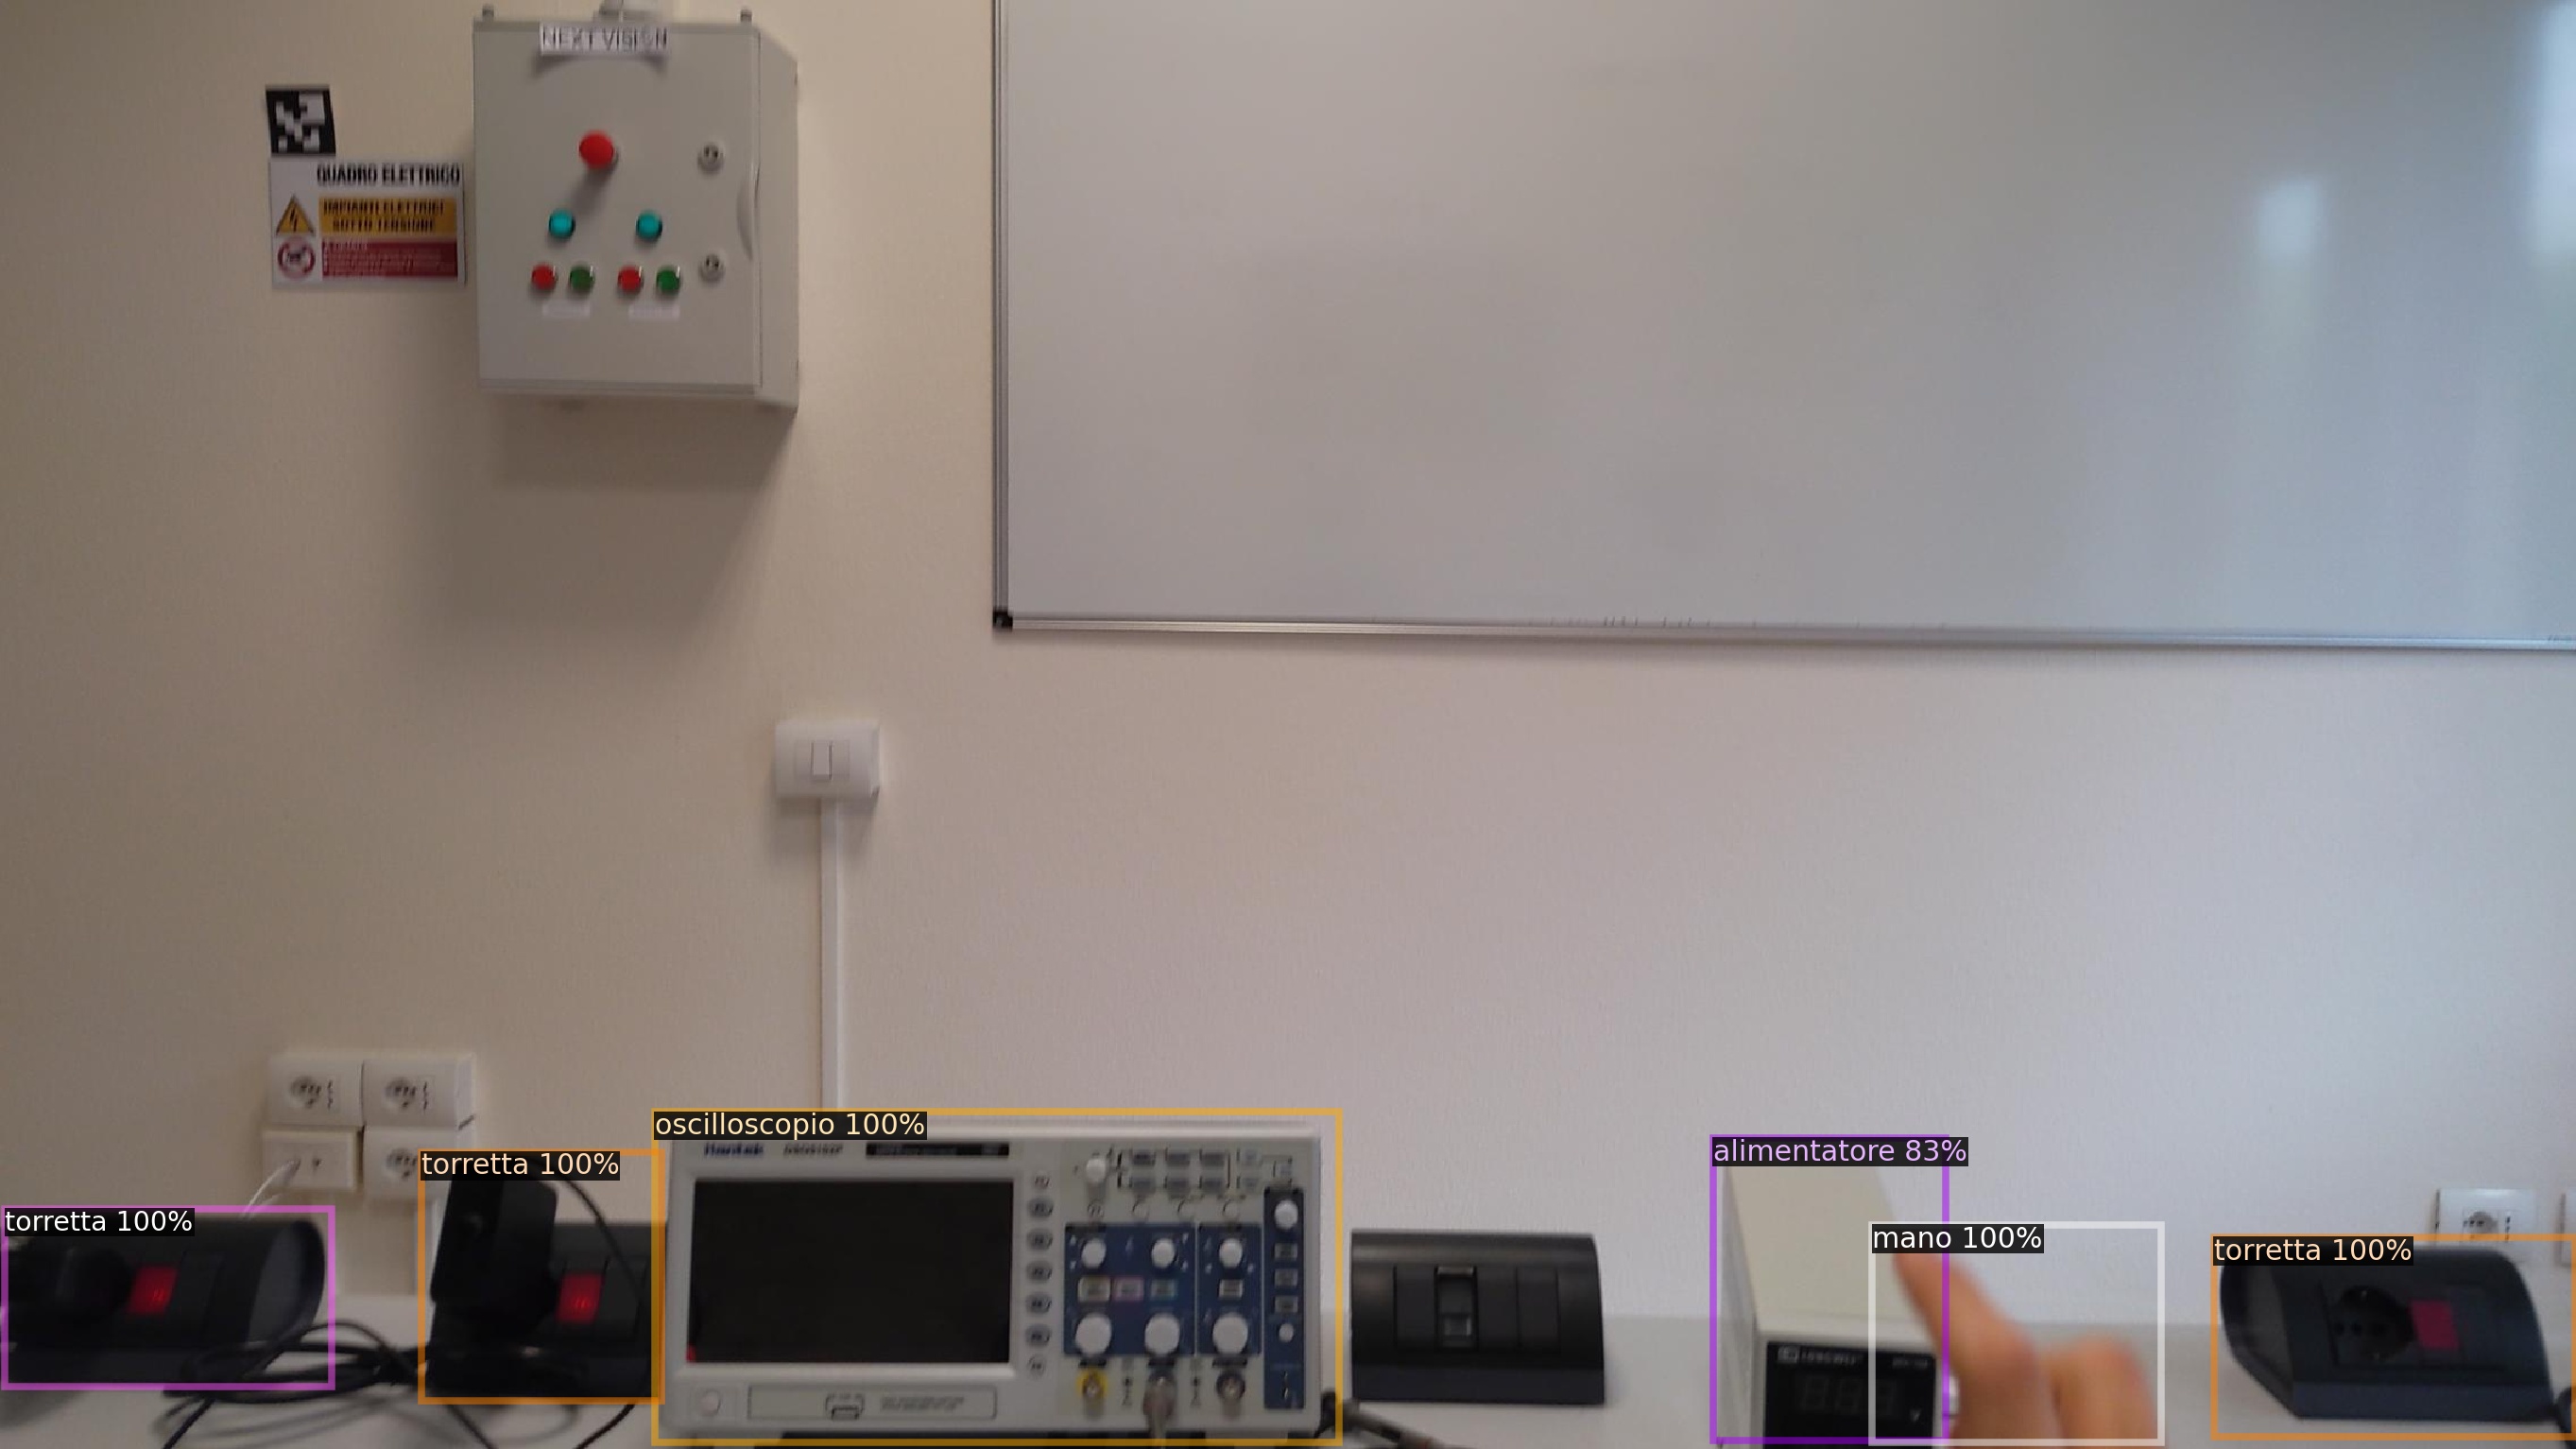 NEXT VISION
QUADRO ELETTRICO
IMPIANTI ELETTRICI
SOTTO TENSIONE
oscilloscopio 100%
Hantek
torretta 100%
alimentatore 83%
torretta 100%
mano 100%
torretta 100%